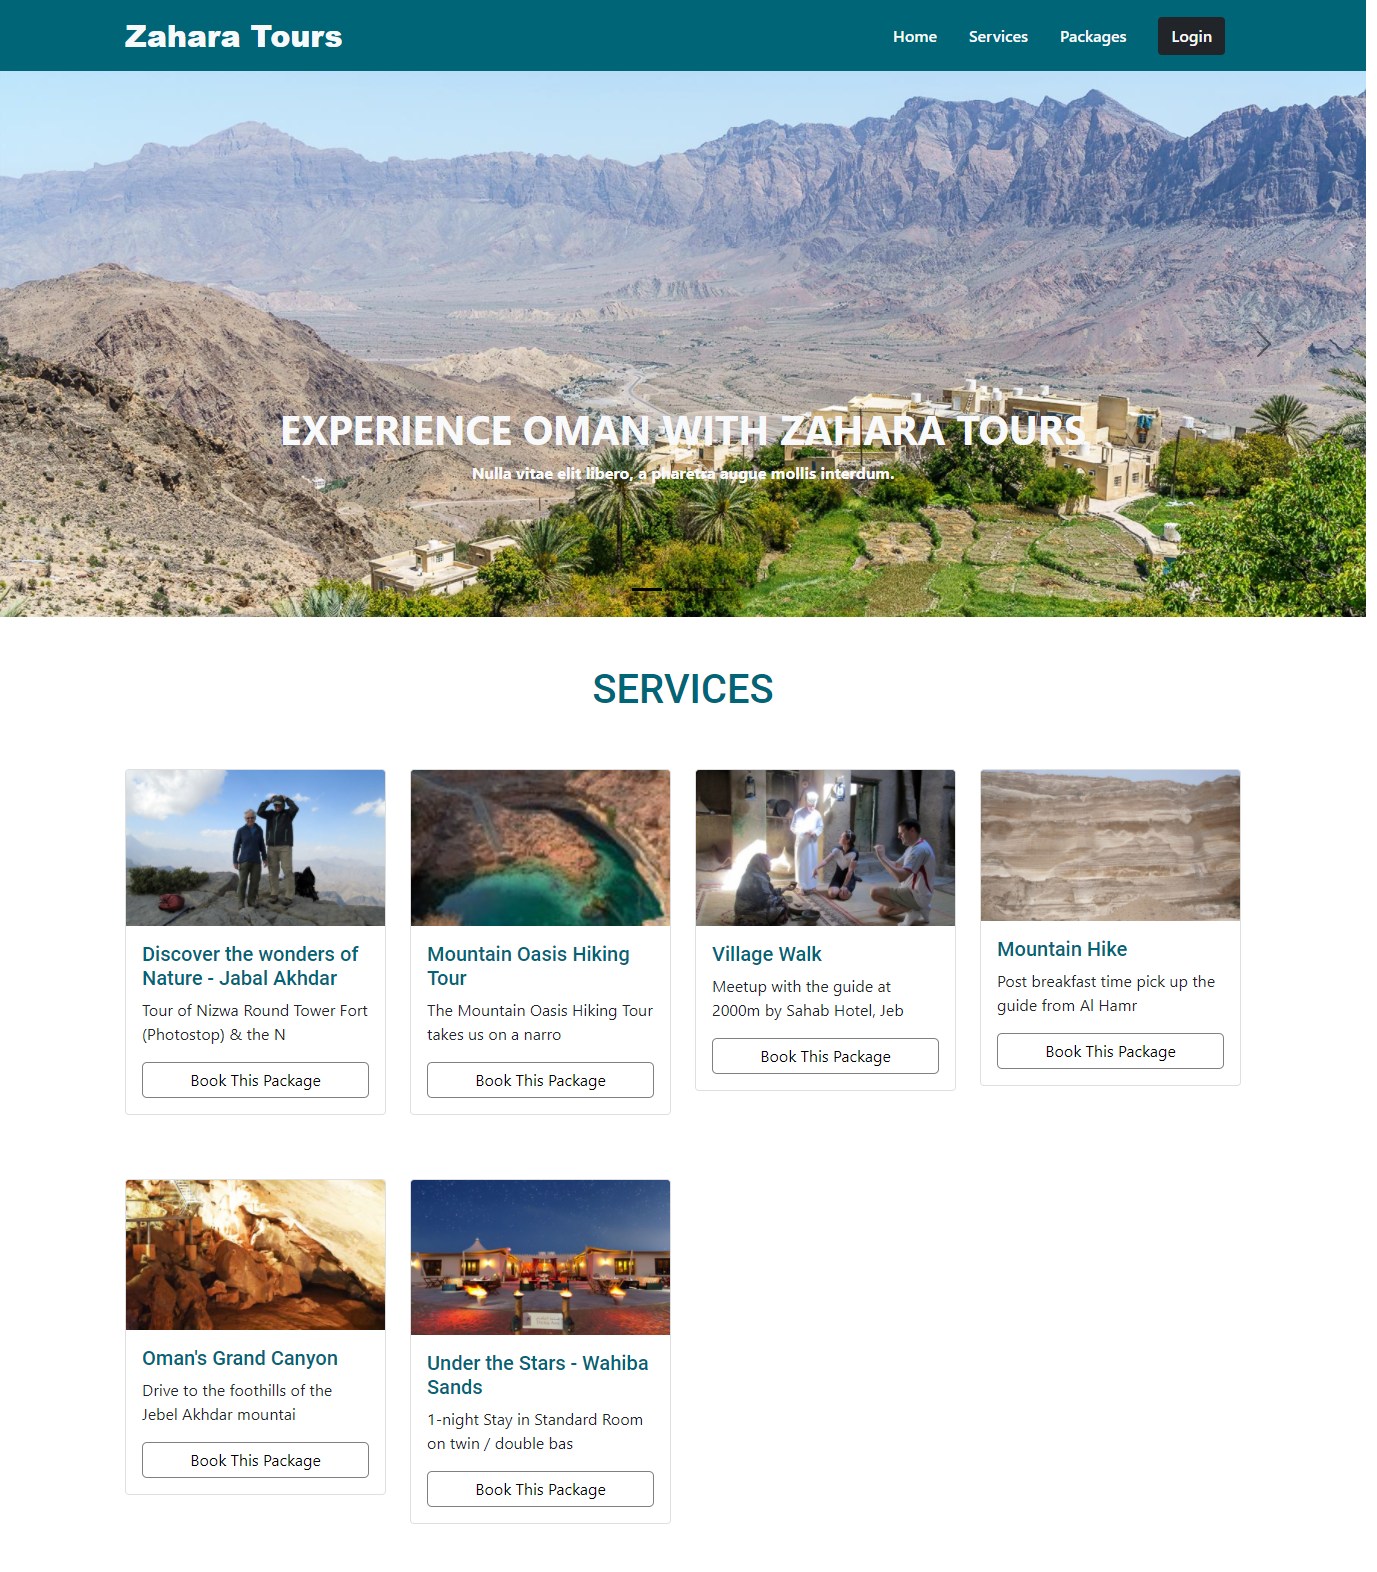 Zahara Tours
Home
Services
Packages
Login
EXPERIENCE OMAN WITH ZAHARA TOURS
Nulla vitae elit libero, a pharetra augue mollis interdum.
SERVICES
Discover the wonders of
Nature - Jabal Akhdar
Tour of Nizwa Round Tower Fort
(Photostop) & the N
Book This Package
Mountain Oasis Hiking
Tour
The Mountain Oasis Hiking Tour
takes us on a narro
Book This Package
Village Walk
Meetup with the guide at
2000m by Sahab Hotel, Jeb
Book This Package
Mountain Hike
Post breakfast time pick up the
guide from Al Hamr
Book This Package
Oman's Grand Canyon
Drive to the foothills of the
Jebel Akhdar mountai
Book This Package
Under the Stars - Wahiba
Sands
1-night Stay in Standard Room
on twin / double bas
Book This Package